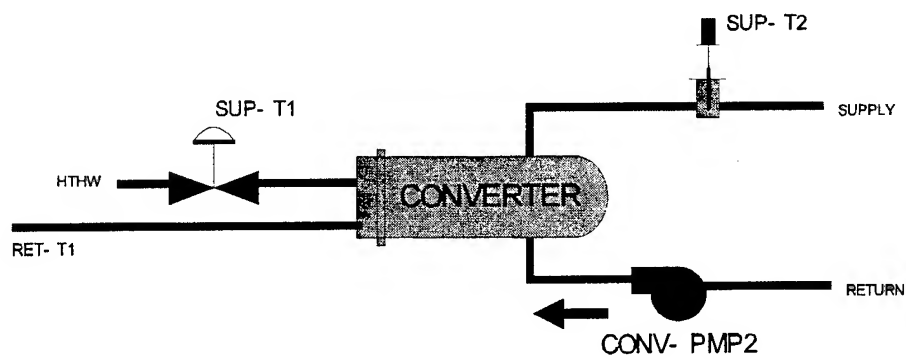 SUP- T2
SUP- T1
SUPPLY
HTHW
CONVERTER
RET- T1
RETURN
CONV- PMP2